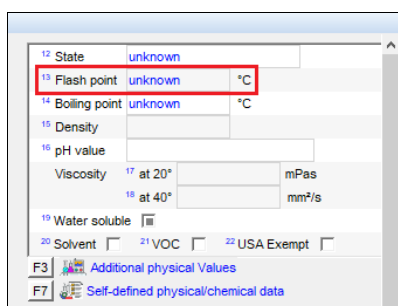 12 State unknown
13 Flash point unknown °C
14 Boiling point unknown °C
15 Density
16 pH value
Viscosity 17 at 20° mPas
18 at 40° mm²/s
19 Water soluble
20 Solvent 21 VOC 22 USA Exempt
F3 Additional physical Values
F7 Self-defined physical/chemical data